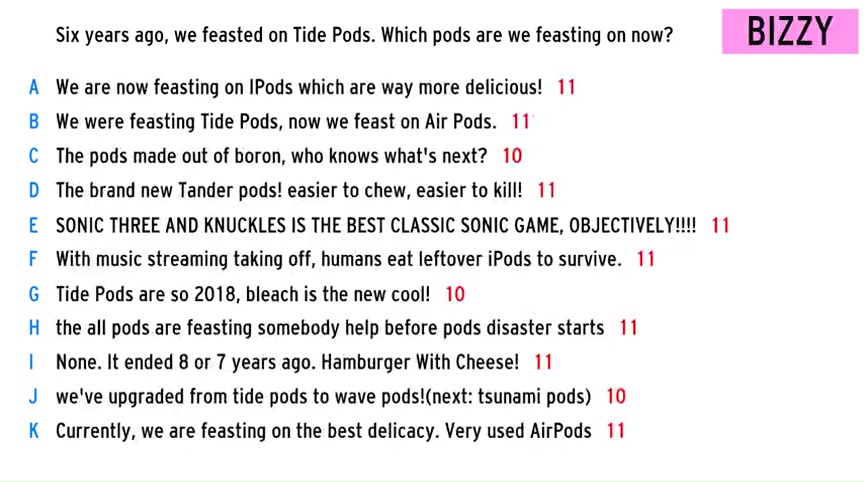 Six years ago, we feasted on Tide Pods. Which pods are we feasting on now?
BIZZY
A We are now feasting on IPods which are way more delicious! 11
B We were feasting Tide Pods, now we feast on Air Pods. 11
C The pods made out of boron, who knows what's next? 10
D The brand new Tander pods! easier to chew, easier to kill! 11
E SONIC THREE AND KNUCKLES IS THE BEST CLASSIC SONIC GAME, OBJECTIVELY!!!! 11
F With music streaming taking off, humans eat leftover iPods to survive. 11
G Tide Pods are so 2018, bleach is the new cool! 10
H the all pods are feasting somebody help before pods disaster starts 11
I None. It ended 8 or 7 years ago. Hamburger With Cheese! 11
J we've upgraded from tide pods to wave pods!(next: tsunami pods) 10
K Currently, we are feasting on the best delicacy. Very used AirPods 11